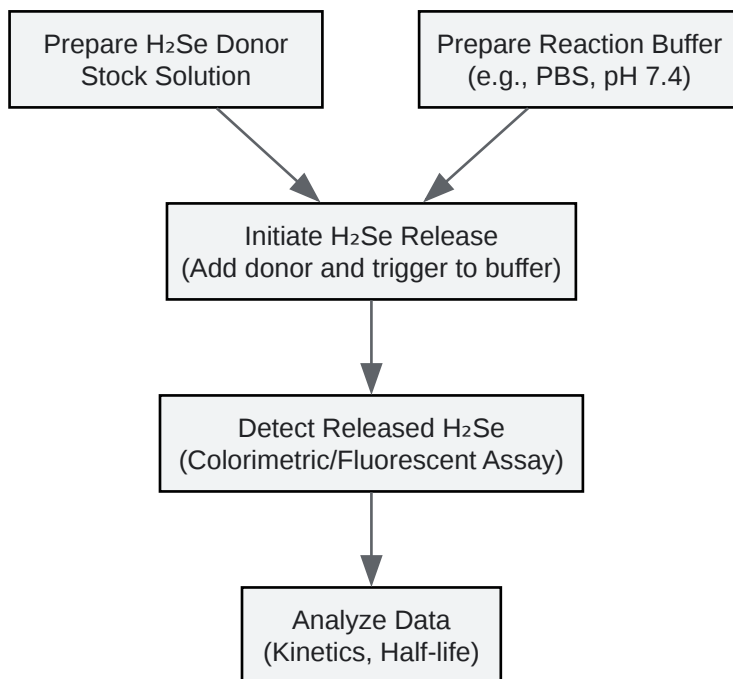 Prepare H₂Se Donor
Stock Solution
Prepare Reaction Buffer
(e.g., PBS, pH 7.4)
Initiate H₂Se Release
(Add donor and trigger to buffer)
Detect Released H₂Se
(Colorimetric/Fluorescent Assay)
Analyze Data
(Kinetics, Half-life)